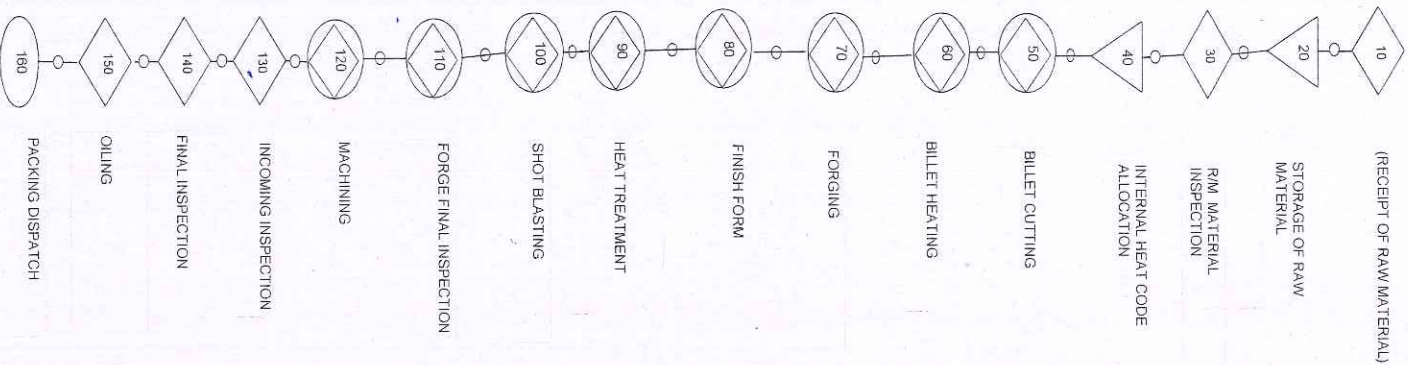 10
(RECEIPT OF RAW MATERIAL)
20
STORAGE OF RAW
MATERIAL
30
R/M MATERIAL
INSPECTION
40
INTERNAL HEAT CODE
ALLOCATION
50
BILLET CUTTING
60
BILLET HEATING
70
FORGING
80
FINISH FORM
90
HEAT TREATMENT
100
SHOT BLASTING
110
FORGE FINAL INSPECTION
120
MACHINING
130
INCOMING INSPECTION
140
FINAL INSPECTION
150
OILING
160
PACKING DISPATCH